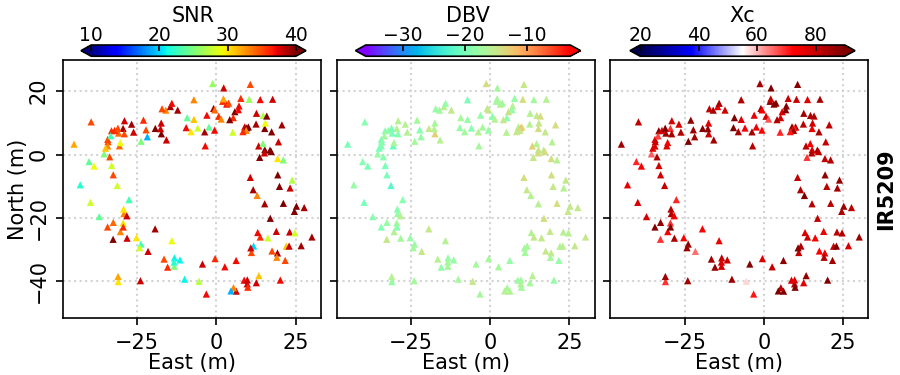 SNR DBV Xc
10 20 30 40 −30 −20 −10 20 40 60 80
20
0
−20
−40
North (m)
IR5209
−25 0 25 −25 0 25 −25 0 25
East (m) East (m) East (m)